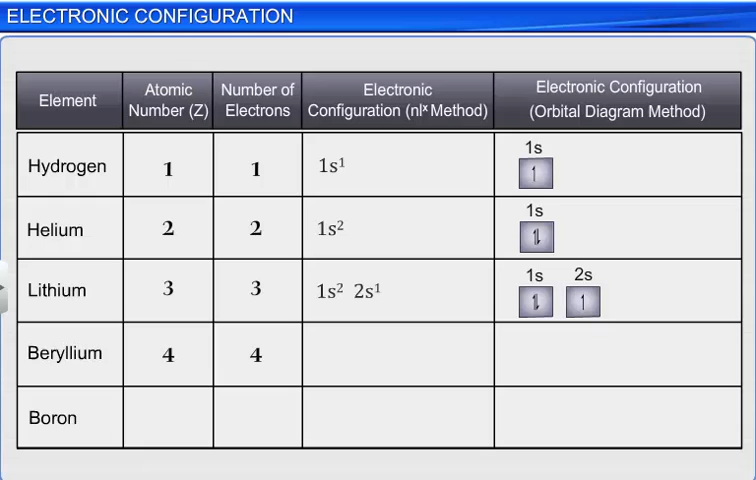 ELECTRONIC CONFIGURATION
Element
Atomic
Number (Z)
Number of
Electrons
Electronic
Configuration (nlˣ Method)
Electronic Configuration
(Orbital Diagram Method)
Hydrogen
1
1
1s¹
1s
1
Helium
2
2
1s²
1s
⥮
Lithium
3
3
1s² 2s¹
1s 2s
⥮ 1
Beryllium
4
4
Boron